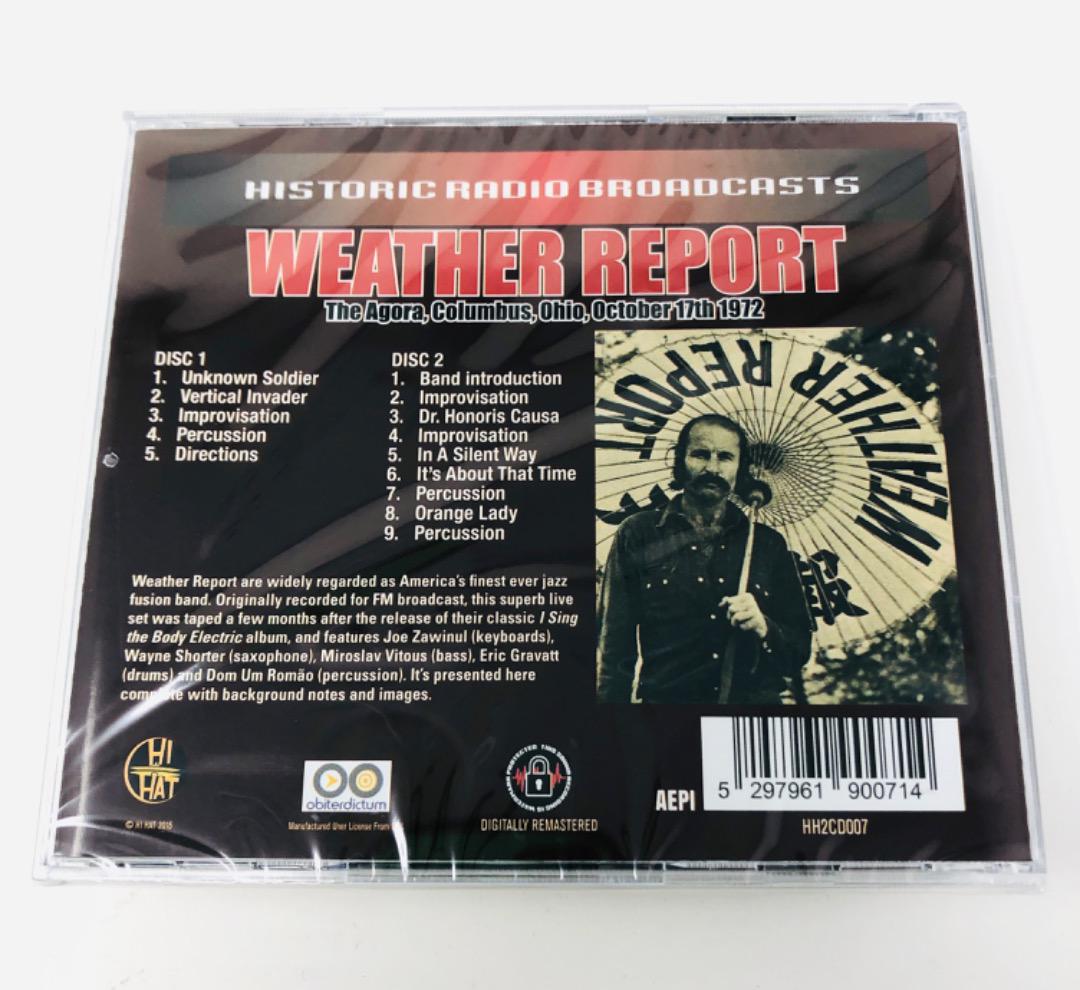 HISTORIC RADIO BROADCASTS
WEATHER REPORT
The Agora, Columbus, Ohio, October 17th 1972
DISC 1
1. Unknown Soldier
2. Vertical Invader
3. Improvisation
4. Percussion
5. Directions
DISC 2
1. Band introduction
2. Improvisation
3. Dr. Honoris Causa
4. Improvisation
5. In A Silent Way
6. It's About That Time
7. Percussion
8. Orange Lady
9. Percussion
WEATHER REPORT
Weather Report are widely regarded as America's finest ever jazz
fusion band. Originally recorded for FM broadcast, this superb live
set was taped a few months after the release of their classic I Sing
the Body Electric album, and features Joe Zawinul (keyboards),
Wayne Shorter (saxophone), Miroslav Vitous (bass), Eric Gravatt
(drums) and Dom Um Romão (percussion). It's presented here
complete with background notes and images.
HI
HAT
© HI HAT 2015
obiterdictum
Manufactured Under License From
DIGITALLY REMASTERED
AEPI
5 297961 900714
HH2CD007